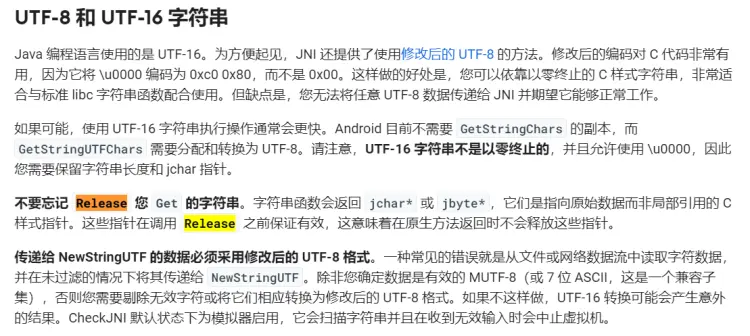 UTF-8 和 UTF-16 字符串
Java 编程语言使用的是 UTF-16。为方便起见，JNI 还提供了使用修改后的 UTF-8 的方法。修改后的编码对 C 代码非常有
用，因为它将 \u0000 编码为 0xc0 0x80，而不是 0x00。这样做的好处是，您可以依靠以零终止的 C 样式字符串，非常适
合与标准 libc 字符串函数配合使用。但缺点是，您无法将任意 UTF-8 数据传递给 JNI 并期望它能够正常工作。
如果可能，使用 UTF-16 字符串执行操作通常会更快。Android 目前不需要 GetStringChars 的副本，而
GetStringUTFChars 需要分配和转换为 UTF-8。请注意，UTF-16 字符串不是以零终止的，并且允许使用 \u0000，因此
您需要保留字符串长度和 jchar 指针。
不要忘记 Release 您 Get 的字符串。字符串函数会返回 jchar* 或 jbyte*，它们是指向原始数据而非局部引用的 C
样式指针。这些指针在调用 Release 之前保证有效，这意味着在原生方法返回时不会释放这些指针。
传递给 NewStringUTF 的数据必须采用修改后的 UTF-8 格式。一种常见的错误就是从文件或网络数据流中读取字符数据，
并在未过滤的情况下将其传递给 NewStringUTF。除非您确定数据是有效的 MUTF-8（或 7 位 ASCII，这是一个兼容子
集），否则您需要剔除无效字符或将它们相应转换为修改后的 UTF-8 格式。如果不这样做，UTF-16 转换可能会产生意外
的结果。CheckJNI 默认状态下为模拟器启用，它会扫描字符串并且在收到无效输入时会中止虚拟机。